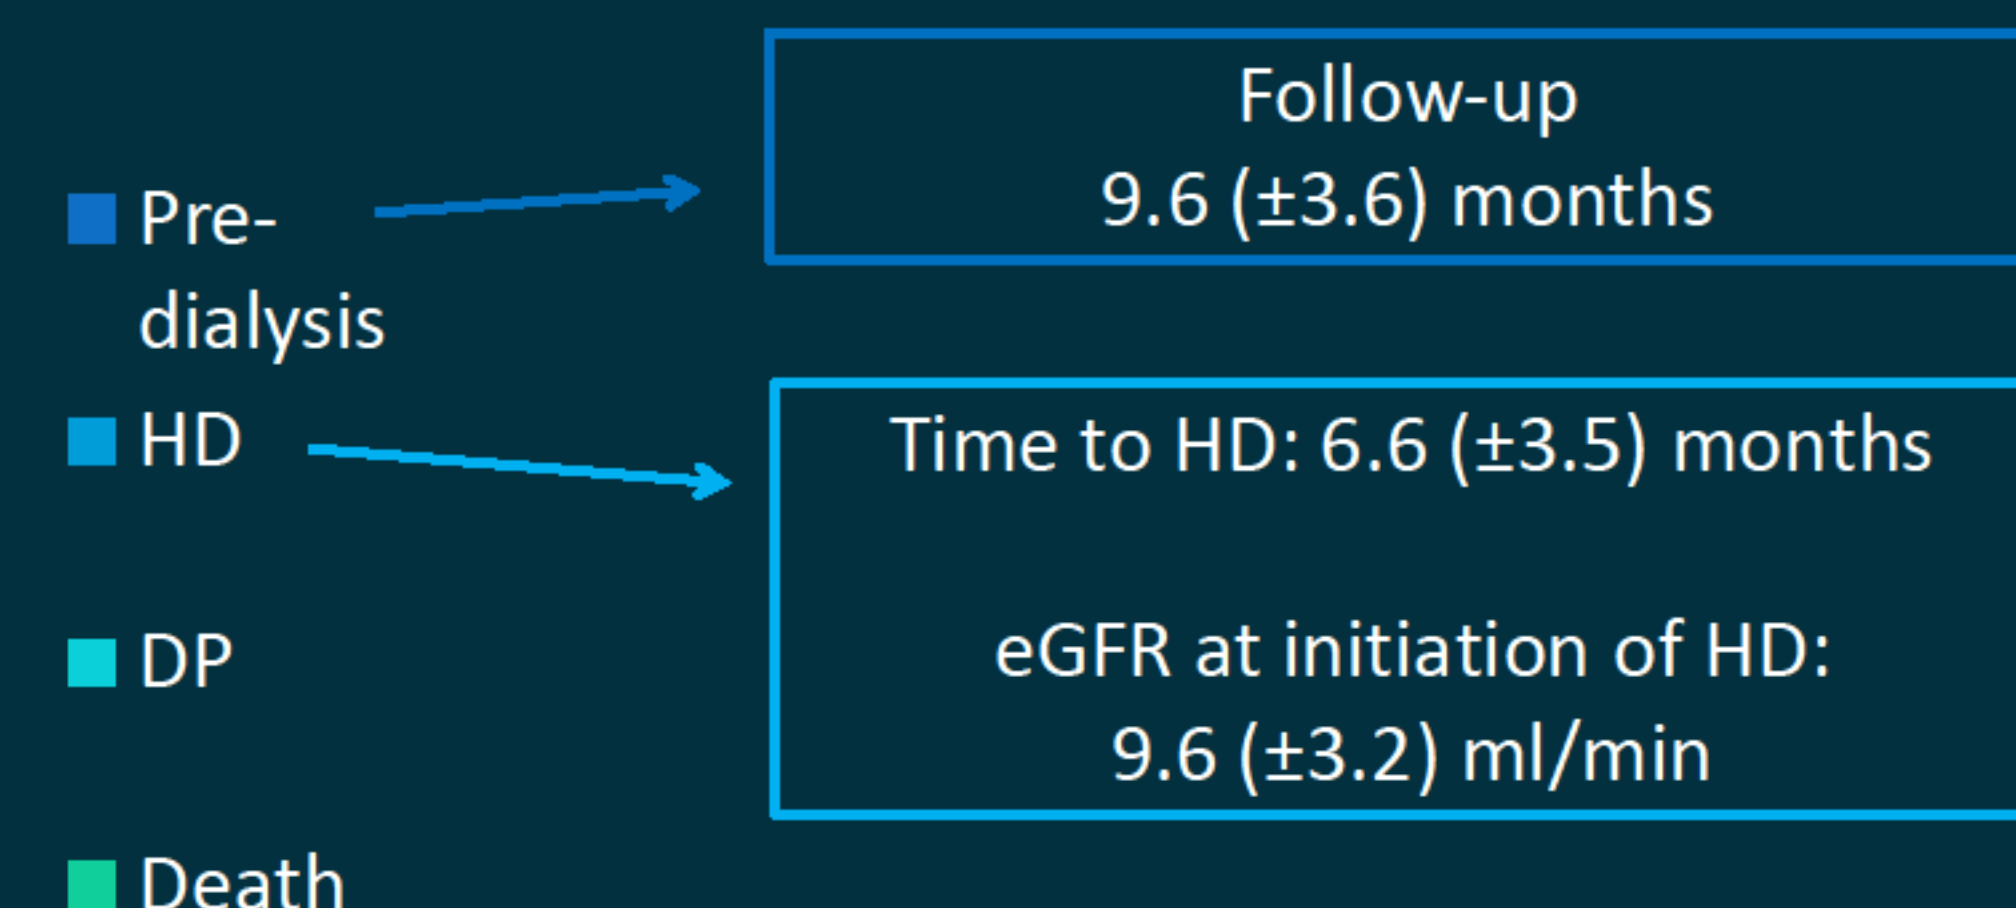 Follow-up
9.6 (±3.6) months
Pre-
dialysis
HD
Time to HD: 6.6 (±3.5) months
eGFR at initiation of HD:
9.6 (±3.2) ml/min
DP
Death